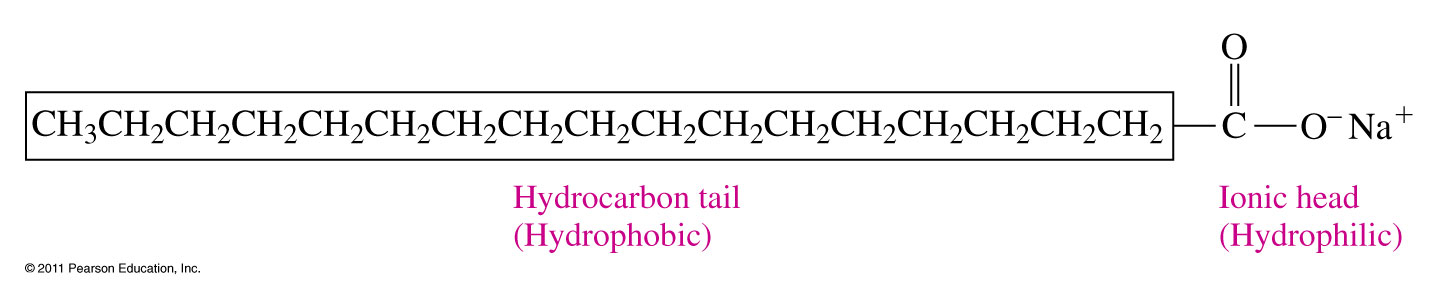 O
CH₃CH₂CH₂CH₂CH₂CH₂CH₂CH₂CH₂CH₂CH₂CH₂CH₂CH₂CH₂CH₂CH₂—C—O⁻ Na⁺
Hydrocarbon tail
(Hydrophobic)
Ionic head
(Hydrophilic)
© 2011 Pearson Education, Inc.